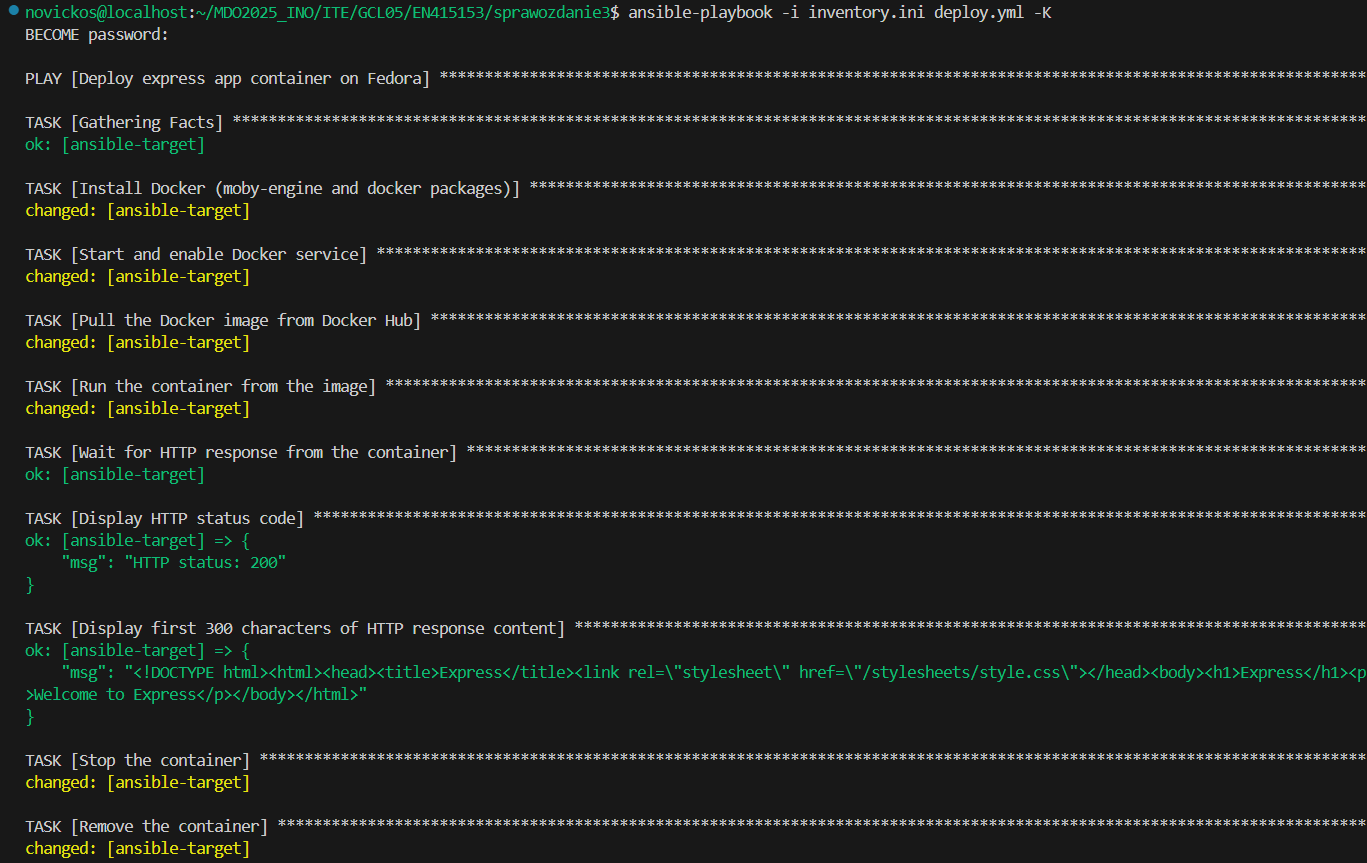 novickos@localhost:~/MDO2025_INO/ITE/GCL05/EN415153/sprawozdanie3$ ansible-playbook -i inventory.ini deploy.yml -K
BECOME password:
PLAY [Deploy express app container on Fedora] *******************************************************************************************************
TASK [Gathering Facts] ******************************************************************************************************************************
ok: [ansible-target]
TASK [Install Docker (moby-engine and docker packages)] *********************************************************************************************
changed: [ansible-target]
TASK [Start and enable Docker service] **************************************************************************************************************
changed: [ansible-target]
TASK [Pull the Docker image from Docker Hub] ********************************************************************************************************
changed: [ansible-target]
TASK [Run the container from the image] *************************************************************************************************************
changed: [ansible-target]
TASK [Wait for HTTP response from the container] ****************************************************************************************************
ok: [ansible-target]
TASK [Display HTTP status code] *********************************************************************************************************************
ok: [ansible-target] => {
    "msg": "HTTP status: 200"
}
TASK [Display first 300 characters of HTTP response content] ****************************************************************************************
ok: [ansible-target] => {
    "msg": "<!DOCTYPE html><html><head><title>Express</title><link rel=\"stylesheet\" href=\"/stylesheets/style.css\"></head><body><h1>Express</h1><p
>Welcome to Express</p></body></html>"
}
TASK [Stop the container] ***************************************************************************************************************************
changed: [ansible-target]
TASK [Remove the container] *************************************************************************************************************************
changed: [ansible-target]